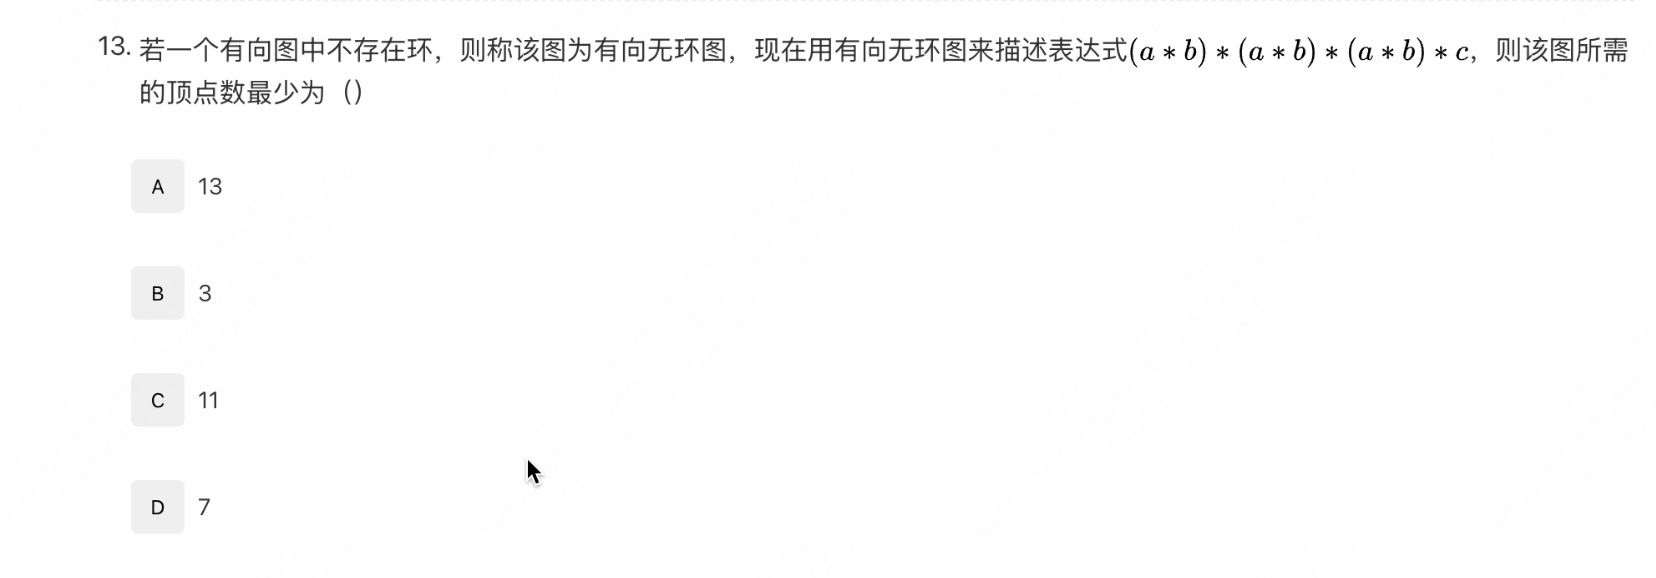 13. 若一个有向图中不存在环，则称该图为有向无环图，现在用有向无环图来描述表达式(a * b) * (a * b) * (a * b) * c，则该图所需
的顶点数最少为（）
A 13
B 3
C 11
D 7